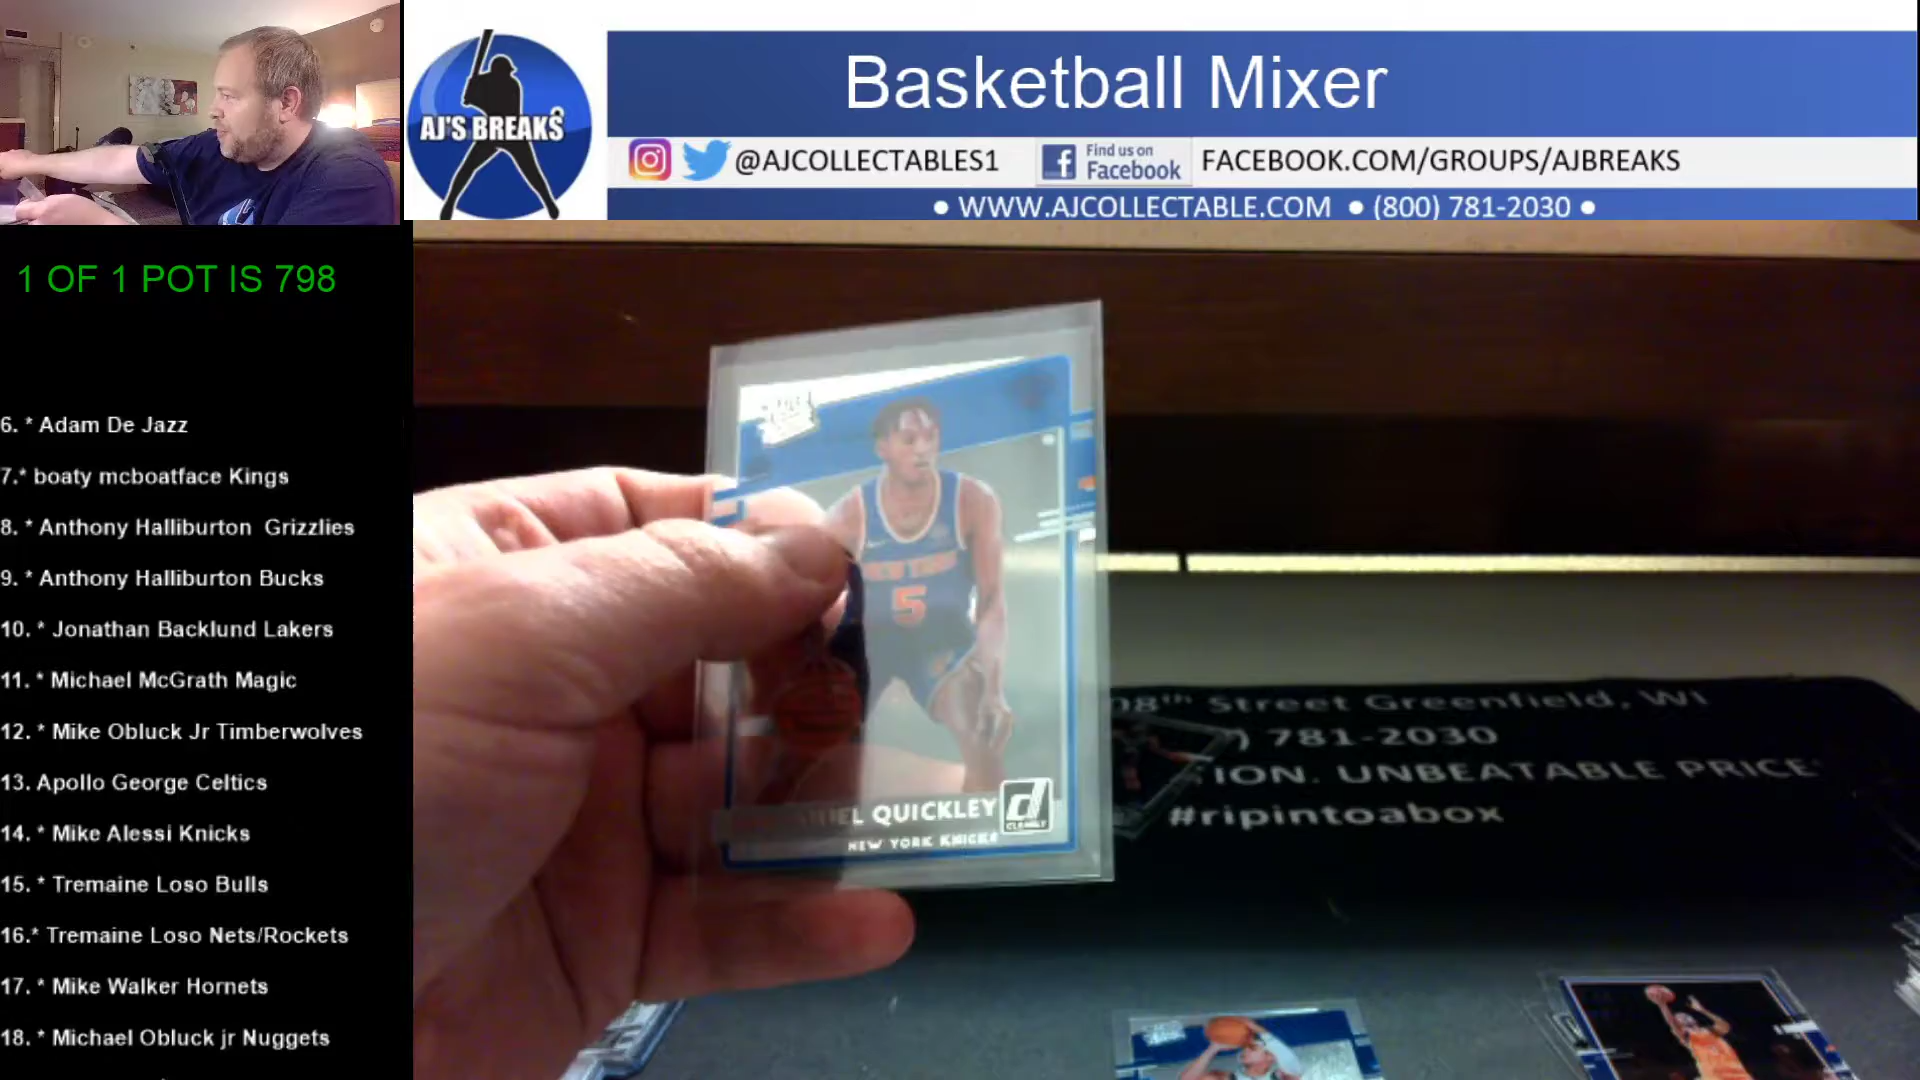 Basketball Mixer
AJ'S BREAKS
@AJCOLLECTABLES1
Find us on
Facebook
FACEBOOK.COM/GROUPS/AJBREAKS
• WWW.AJCOLLECTABLE.COM • (800) 781-2030 •
1 OF 1 POT IS 798
6. * Adam De Jazz
7.* boaty mcboatface Kings
8. * Anthony Halliburton Grizzlies
9. * Anthony Halliburton Bucks
10. * Jonathan Backlund Lakers
11. * Michael McGrath Magic
12. * Mike Obluck Jr Timberwolves
13. Apollo George Celtics
14. * Mike Alessi Knicks
15. * Tremaine Loso Bulls
16.* Tremaine Loso Nets/Rockets
17. * Mike Walker Hornets
18. * Michael Obluck jr Nuggets
NEW YORK
5
QUICKLEY
d
CLEARLY
NEW YORK KNICKS
Street Greenfield, WI
781-2030
UNBEATABLE
#ripintoabox